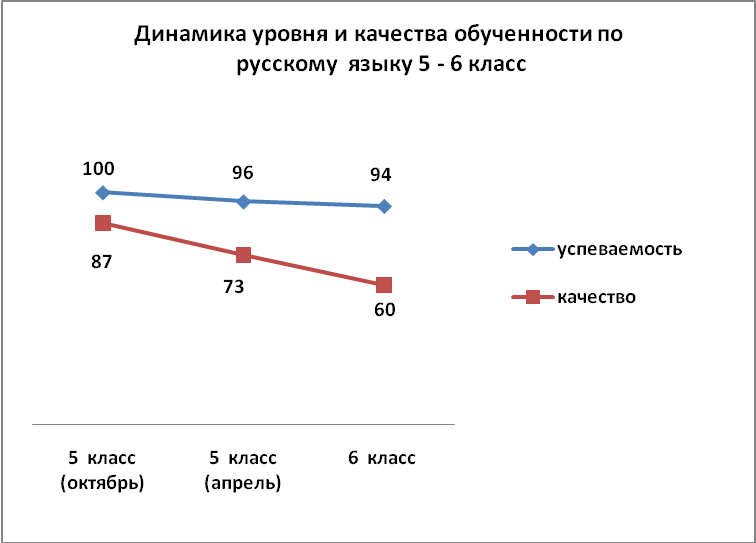 Динамика уровня и качества обученности по
русскому языку 5 - 6 класс
100
96
94
87
73
60
успеваемость
качество
5 класс
(октябрь)
5 класс
(апрель)
6 класс